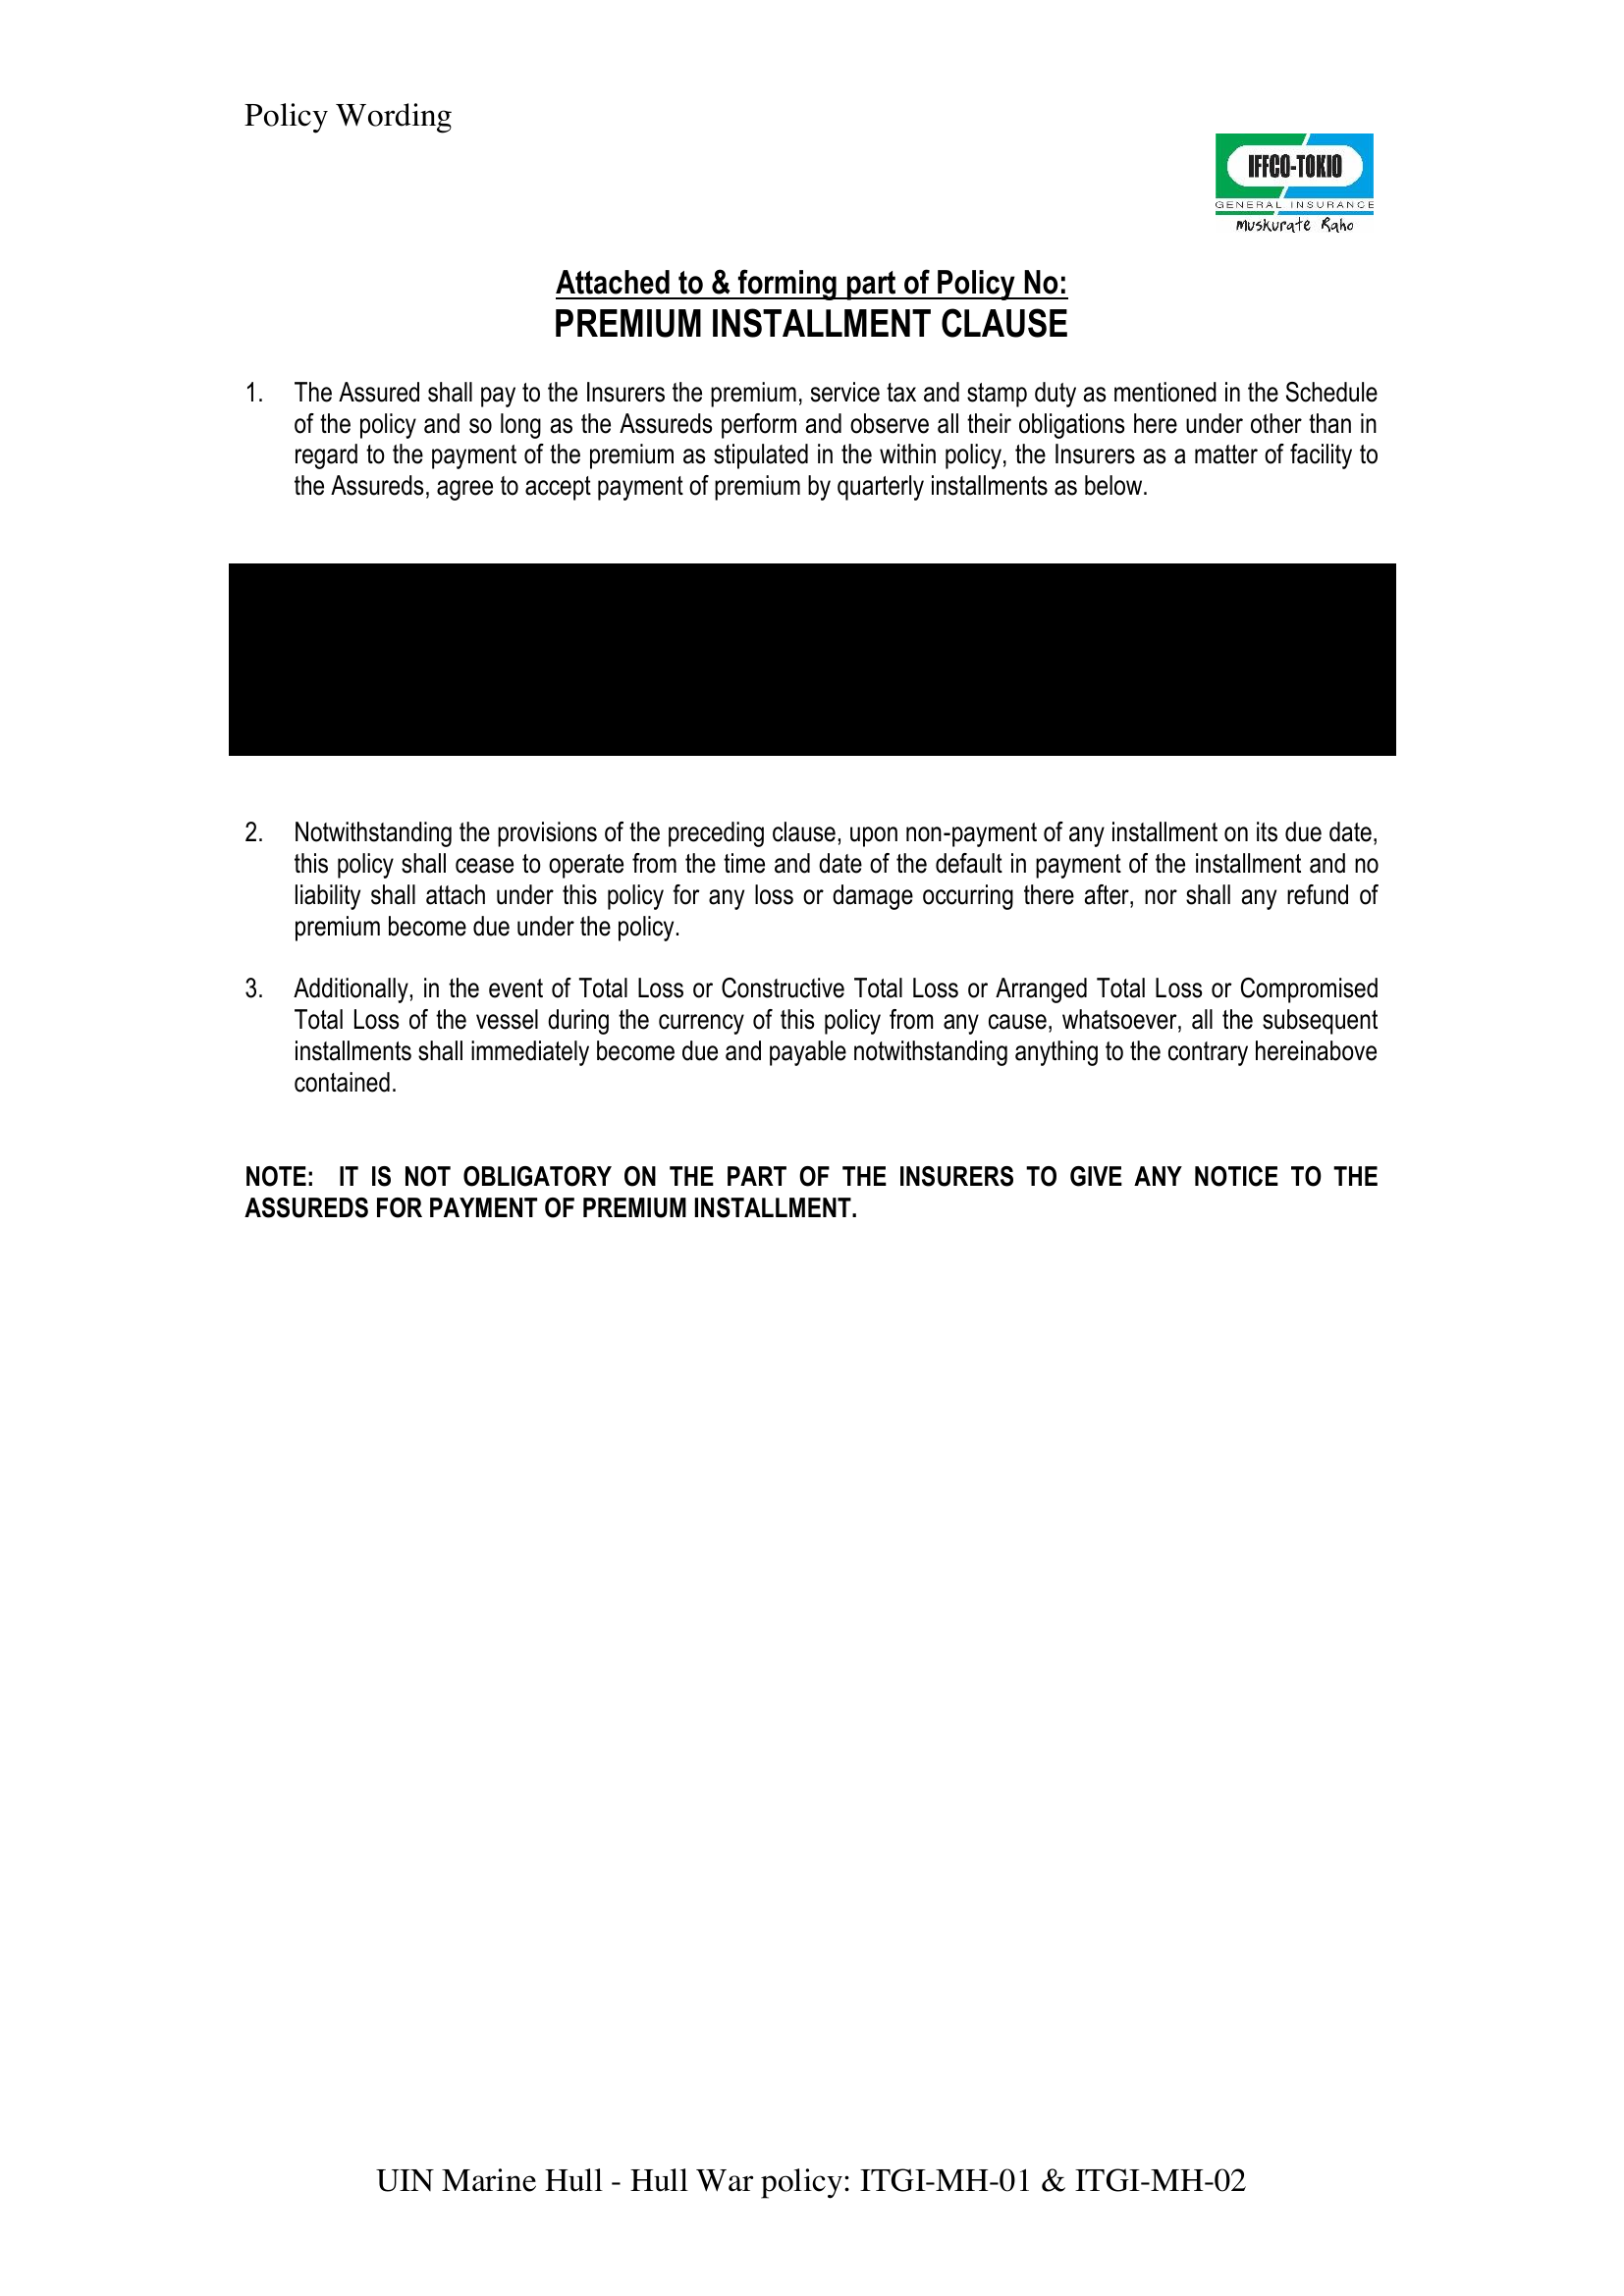 Policy Wording
IFFCO-TOKIO
GENERAL INSURANCE
Muskurate Raho
Attached to & forming part of Policy No:
PREMIUM INSTALLMENT CLAUSE
1. The Assured shall pay to the Insurers the premium, service tax and stamp duty as mentioned in the Schedule
of the policy and so long as the Assureds perform and observe all their obligations here under other than in
regard to the payment of the premium as stipulated in the within policy, the Insurers as a matter of facility to
the Assureds, agree to accept payment of premium by quarterly installments as below.
2. Notwithstanding the provisions of the preceding clause, upon non-payment of any installment on its due date,
this policy shall cease to operate from the time and date of the default in payment of the installment and no
liability shall attach under this policy for any loss or damage occurring there after, nor shall any refund of
premium become due under the policy.
3. Additionally, in the event of Total Loss or Constructive Total Loss or Arranged Total Loss or Compromised
Total Loss of the vessel during the currency of this policy from any cause, whatsoever, all the subsequent
installments shall immediately become due and payable notwithstanding anything to the contrary hereinabove
contained.
NOTE: IT IS NOT OBLIGATORY ON THE PART OF THE INSURERS TO GIVE ANY NOTICE TO THE
ASSUREDS FOR PAYMENT OF PREMIUM INSTALLMENT.
UIN Marine Hull - Hull War policy: ITGI-MH-01 & ITGI-MH-02